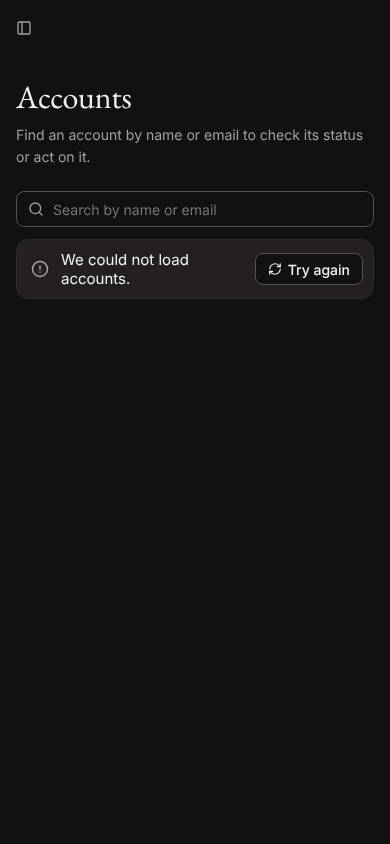 Accounts
Find an account by name or email to check its status
or act on it.
Search by name or email
We could not load
accounts.
Try again